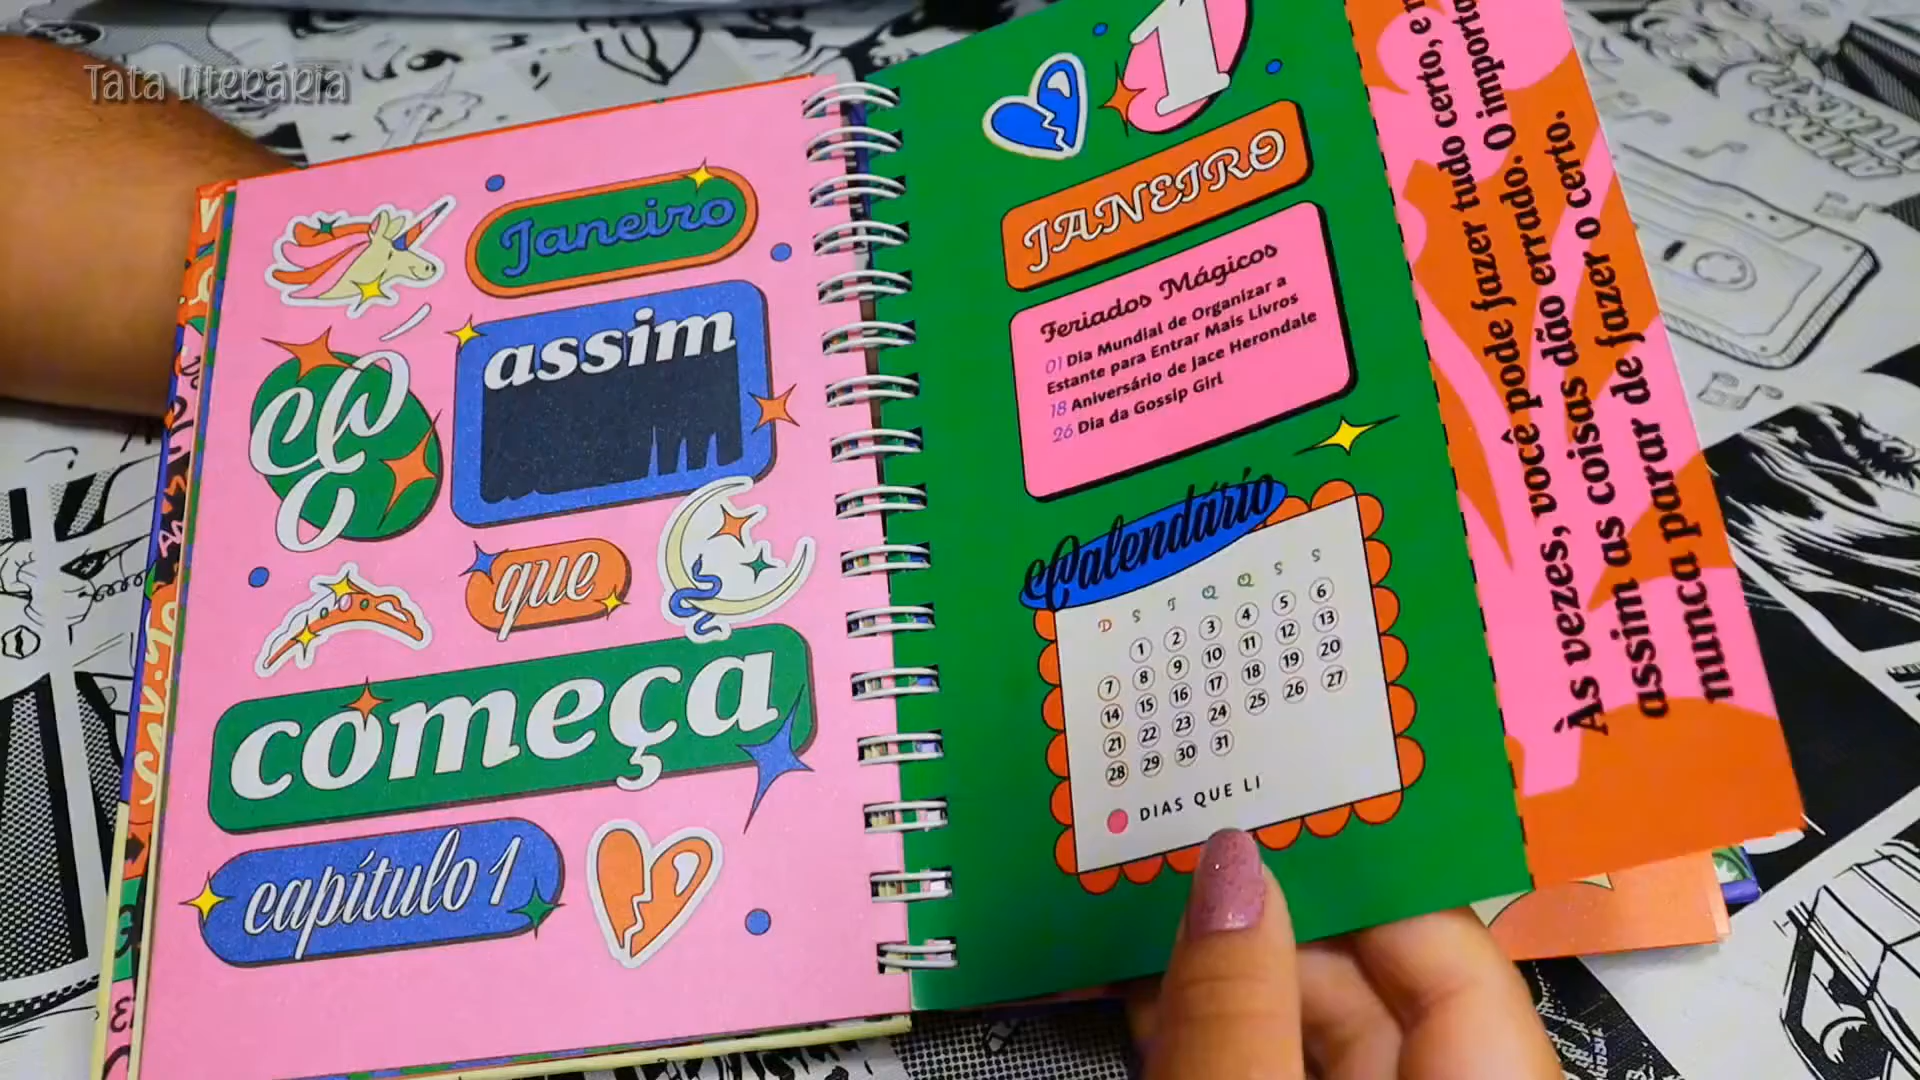 Tata literária
Janeiro
assim
que
começa
capítulo 1
1
JANEIRO
Feriados Mágicos
01 Dia Mundial de Organizar a
Estante para Entrar Mais Livros
18 Aniversário de Jace Herondale
26 Dia da Gossip Girl
Calendário
D S T Q Q S S
1 2 3 4 5 6
7 8 9 10 11 12 13
14 15 16 17 18 19 20
21 22 23 24 25 26 27
28 29 30 31
DIAS QUE LI
Às vezes, você pode fazer tudo certo, e
assim as coisas dão errado. O
nunca parar de fazer o certo.
ALIENS
ATTACK!